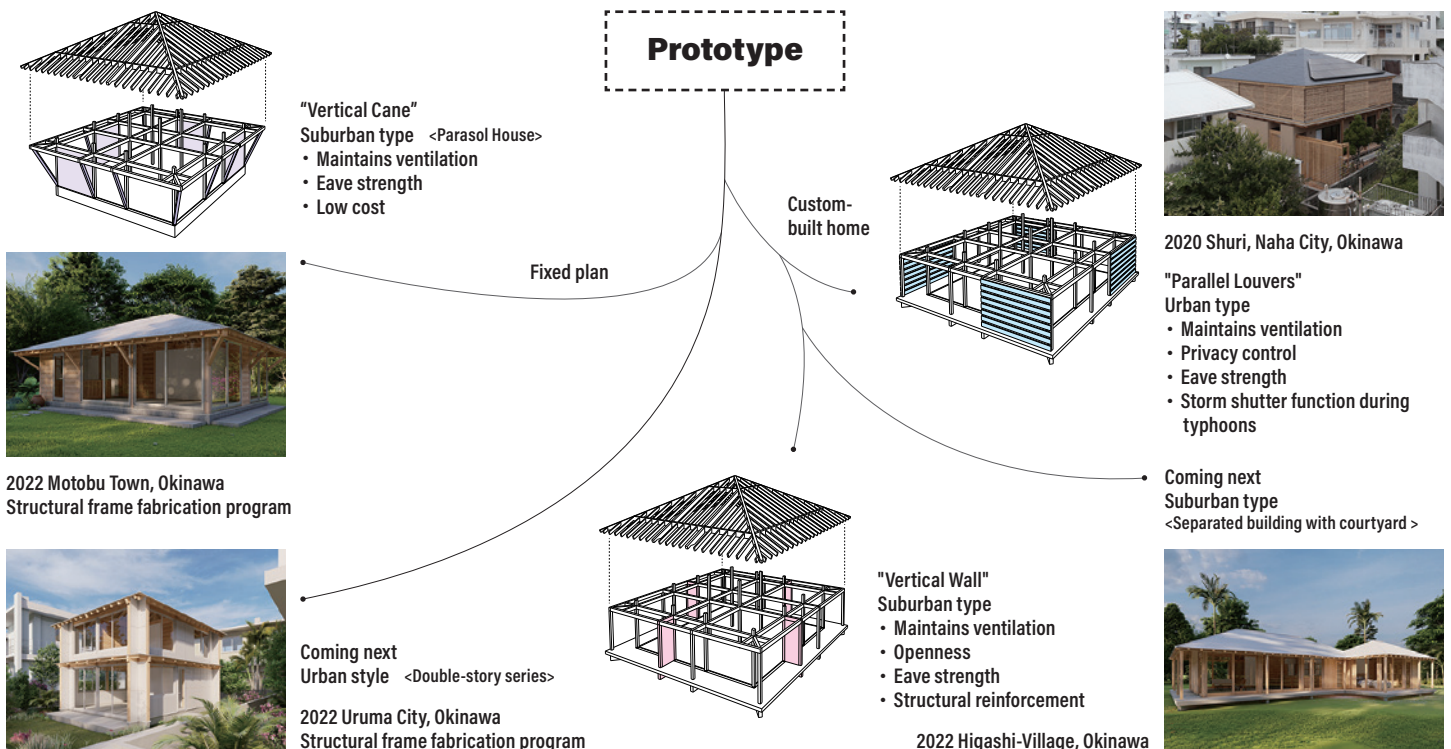 Prototype
"Vertical Cane"
Suburban type <Parasol House>
・ Maintains ventilation
・ Eave strength
・ Low cost
Fixed plan
Custom-
built home
2022 Motobu Town, Okinawa
Structural frame fabrication program
Coming next
Urban style <Double-story series>
2022 Uruma City, Okinawa
Structural frame fabrication program
"Vertical Wall"
Suburban type
・ Maintains ventilation
・ Openness
・ Eave strength
・ Structural reinforcement
2022 Higashi-Village, Okinawa
2020 Shuri, Naha City, Okinawa
"Parallel Louvers"
Urban type
・ Maintains ventilation
・ Privacy control
・ Eave strength
・ Storm shutter function during
typhoons
Coming next
Suburban type
<Separated building with courtyard >